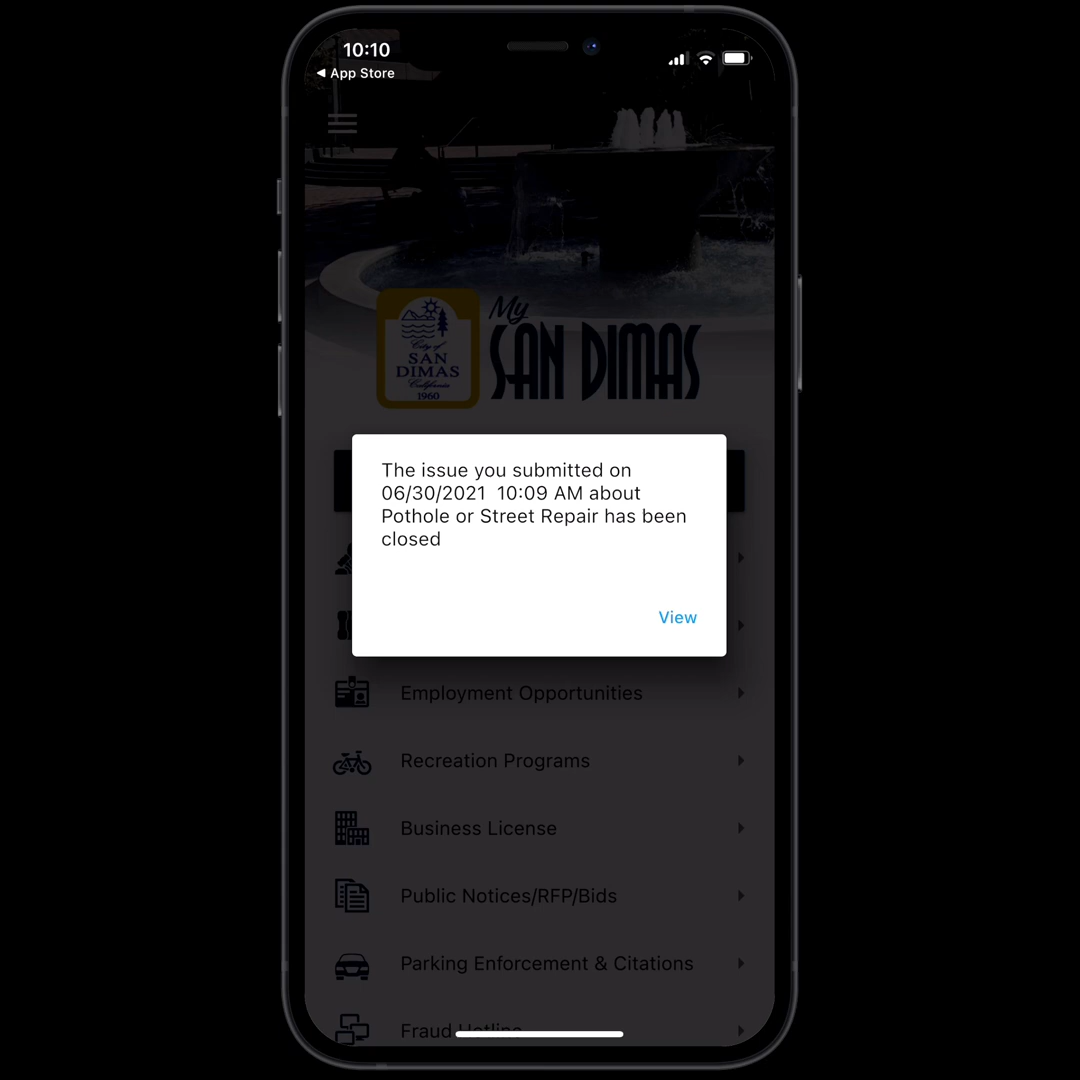 10:10
◀ App Store
My
SAN DIMAS
City of
SAN
DIMAS
California
1960
The issue you submitted on
06/30/2021  10:09 AM about
Pothole or Street Repair has been
closed
View
Employment Opportunities
Recreation Programs
Business License
Public Notices/RFP/Bids
Parking Enforcement & Citations
Fraud Hotline